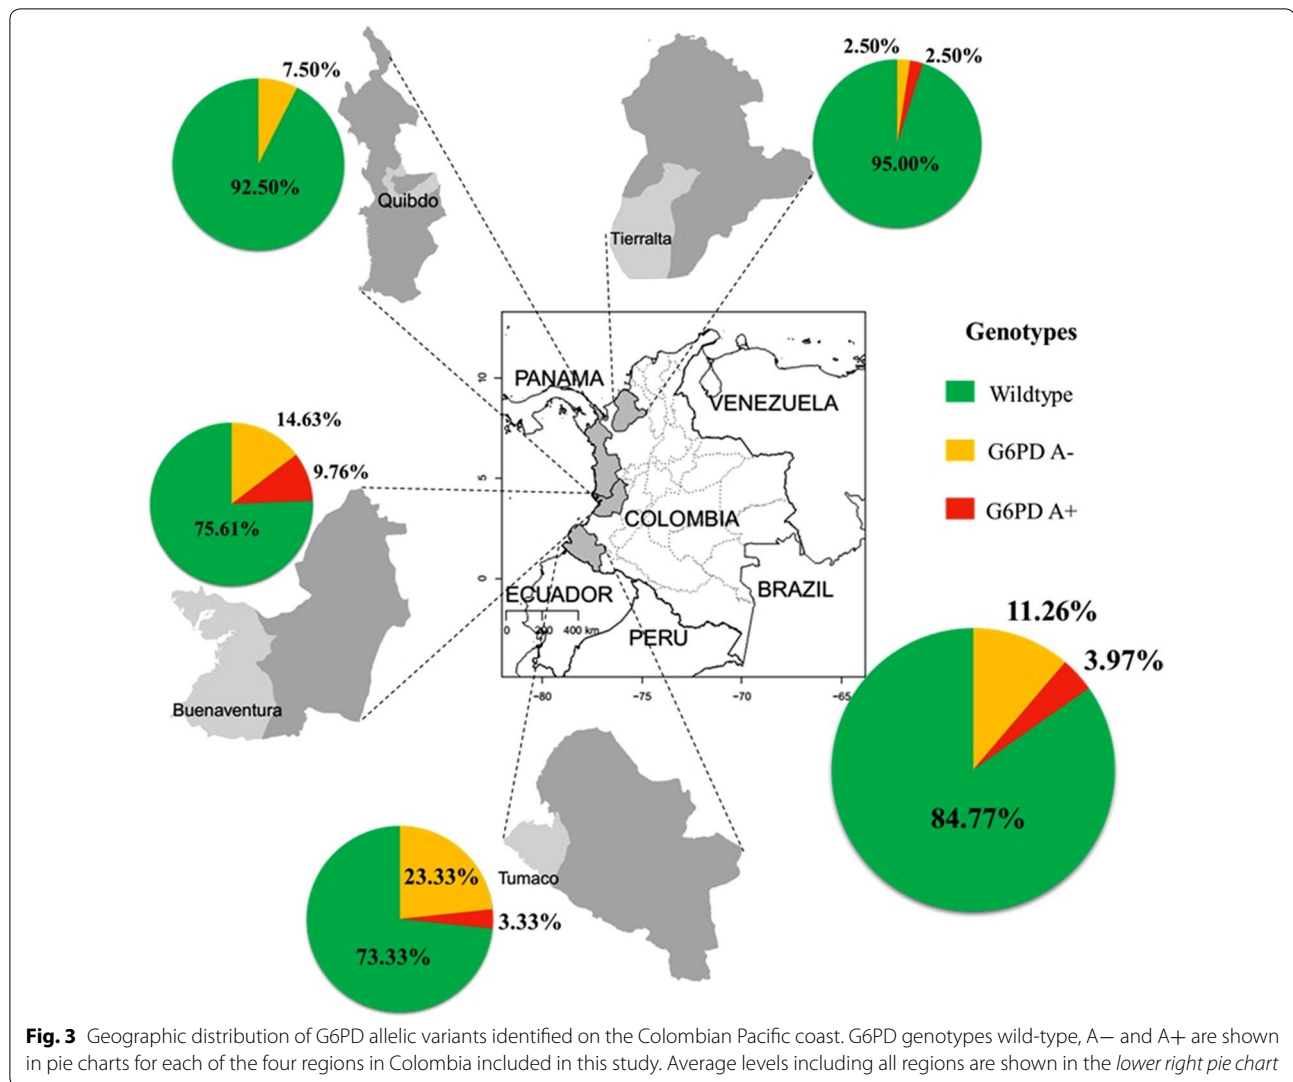 7.50%
92.50%
Quibdo
2.50%
2.50%
95.00%
Tierralta
Genotypes
Wildtype
G6PD A-
G6PD A+
PANAMA
VENEZUELA
COLOMBIA
ECUADOR
BRAZIL
PERU
10
5
0
0 200 400 km
−80 −75 −70 −65
14.63%
9.76%
75.61%
Buenaventura
11.26%
3.97%
84.77%
23.33%
3.33%
73.33%
Tumaco
Fig. 3 Geographic distribution of G6PD allelic variants identified on the Colombian Pacific coast. G6PD genotypes wild-type, A− and A+ are shown
in pie charts for each of the four regions in Colombia included in this study. Average levels including all regions are shown in the lower right pie chart